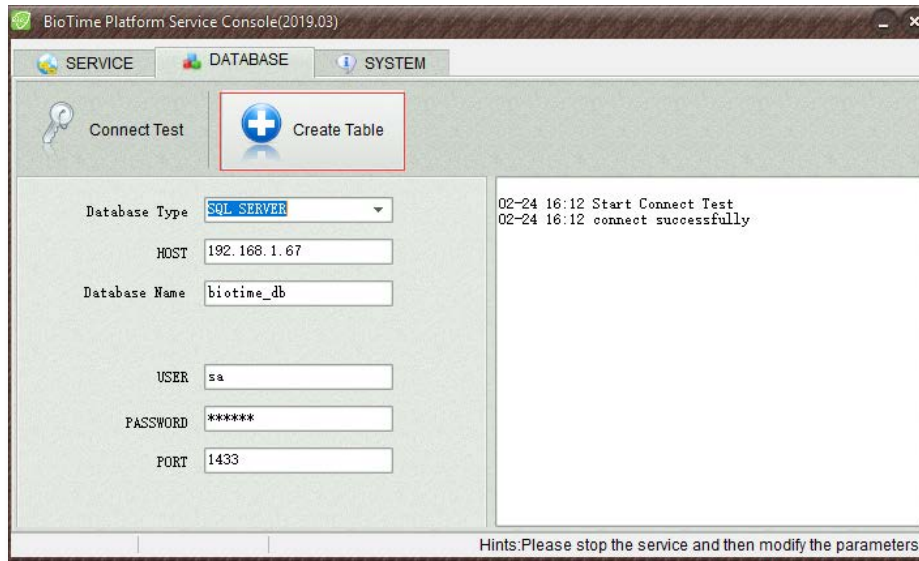 BioTime Platform Service Console(2019.03)
SERVICE DATABASE SYSTEM
Connect Test Create Table
Database Type SQL SERVER
HOST 192.168.1.67
Database Name biotime_db
USER sa
PASSWORD ******
PORT 1433
02-24 16:12 Start Connect Test
02-24 16:12 connect successfully
Hints:Please stop the service and then modify the parameters